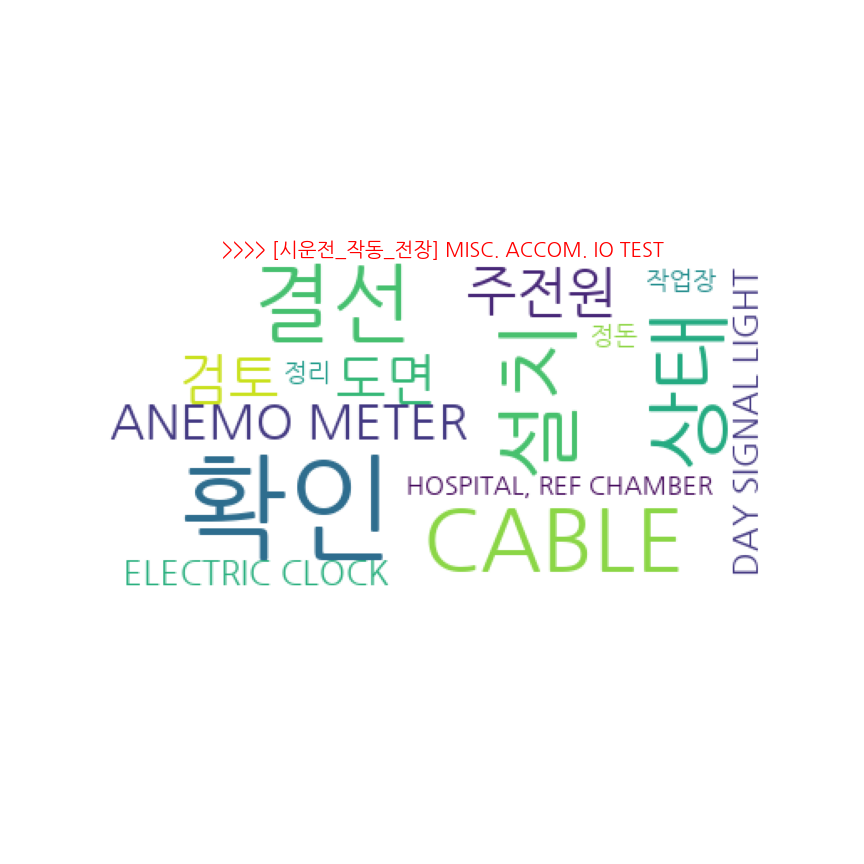 >>>> [시운전_작동_전장] MISC. ACCOM. IO TEST
결선
주전원
작업장
정돈
설치
상태
DAY SIGNAL LIGHT
검토
정리
도면
ANEMO METER
확인
HOSPITAL, REF CHAMBER
CABLE
ELECTRIC CLOCK